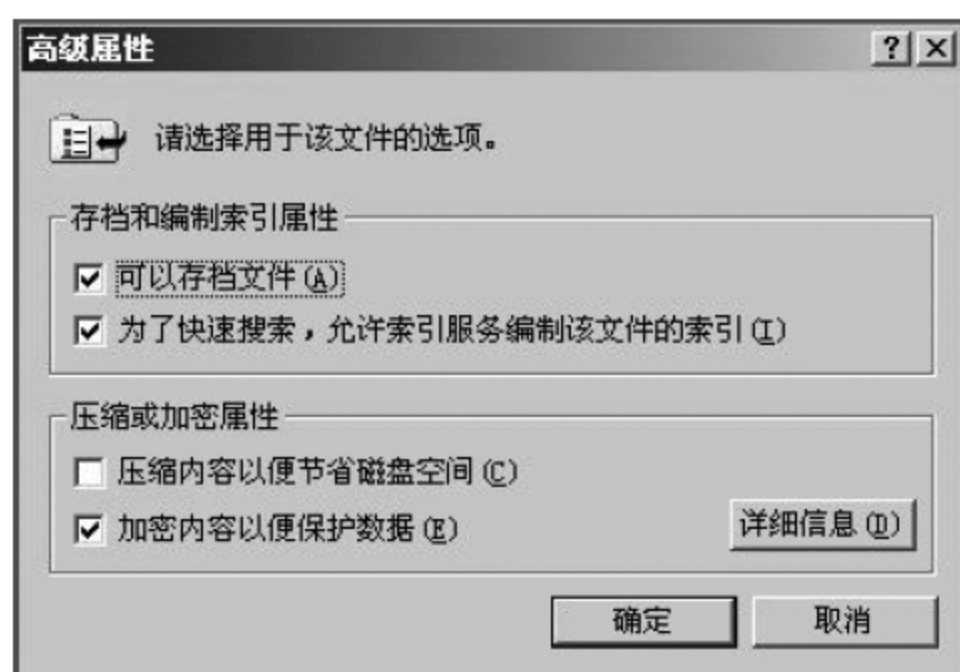 高级属性
请选择用于该文件的选项。
存档和编制索引属性
可以存档文件(A)
为了快速搜索，允许索引服务编制该文件的索引(I)
压缩或加密属性
压缩内容以便节省磁盘空间(C)
加密内容以便保护数据(E)
详细信息(D)
确定 取消